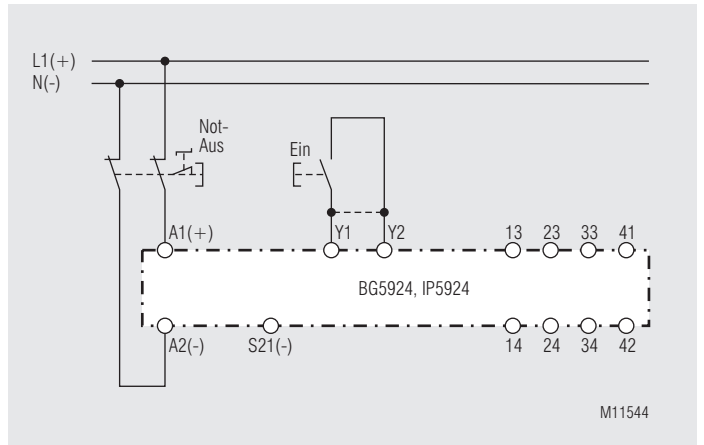 L1(+)
N(-)
Not-
Aus
Ein
A1(+)
Y1
Y2
13
23
33
41
BG5924, IP5924
A2(-)
S21(-)
14
24
34
42
M11544